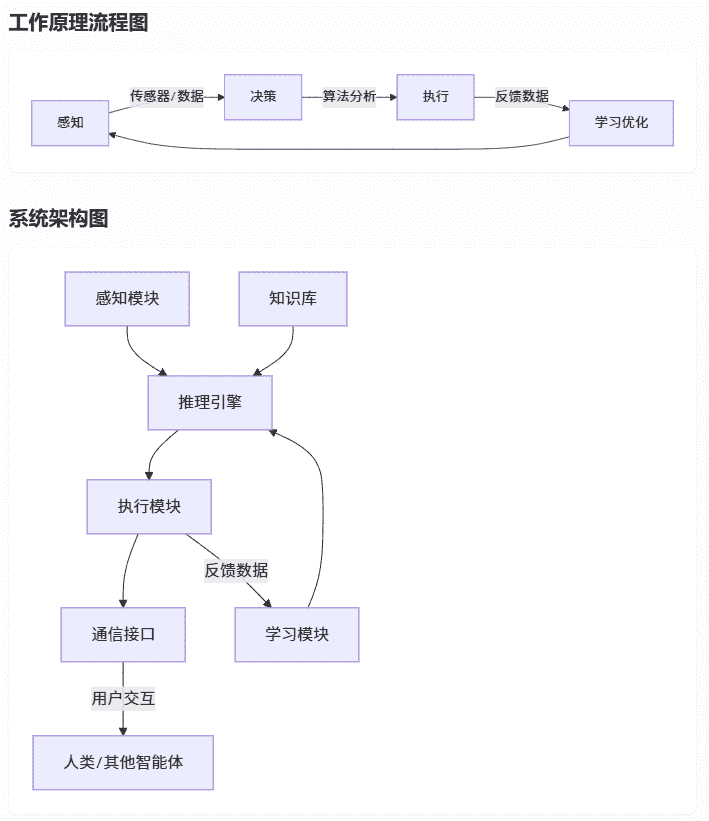 工作原理流程图
感知
传感器/数据
决策
算法分析
执行
反馈数据
学习优化
系统架构图
感知模块
知识库
推理引擎
执行模块
反馈数据
通信接口
学习模块
用户交互
人类/其他智能体